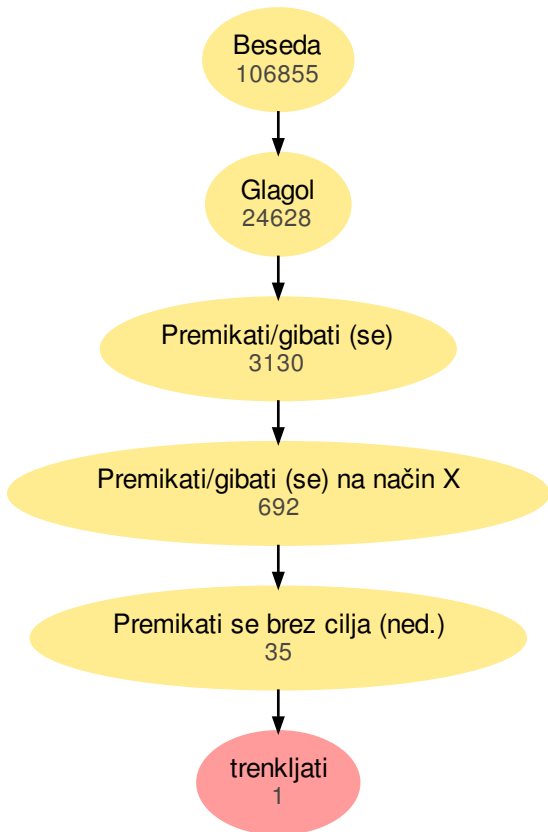 Beseda
106855
Glagol
24628
Premikati/gibati (se)
3130
Premikati/gibati (se) na način X
692
Premikati se brez cilja (ned.)
35
trenkljati
1